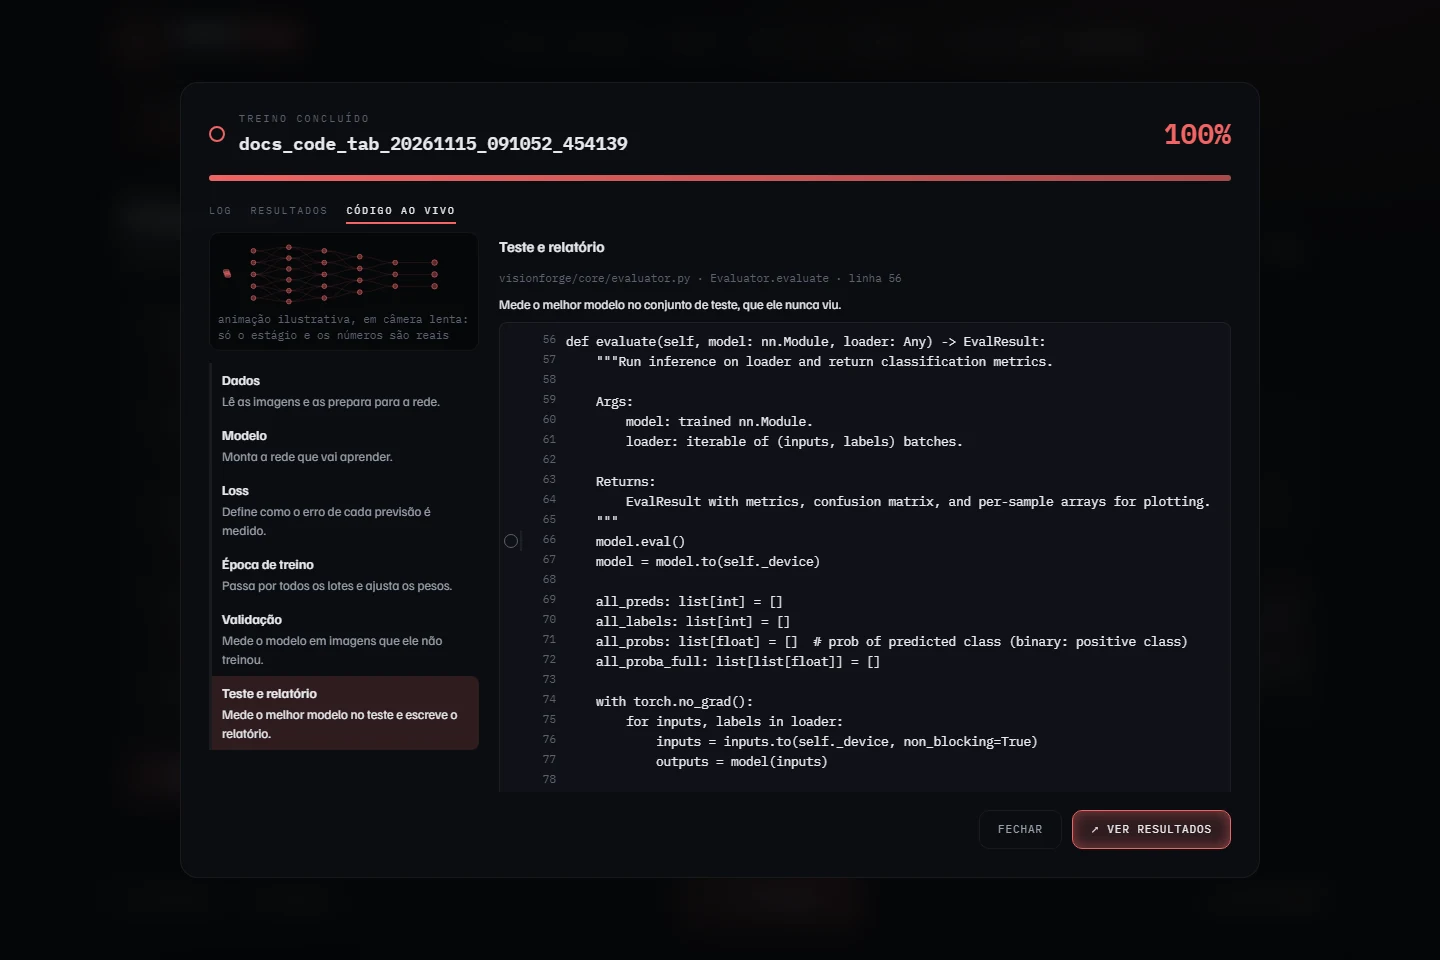 TREINO CONCLUÍDO
docs_code_tab_20261115_091052_454139
100%
LOG RESULTADOS CÓDIGO AO VIVO
animação ilustrativa, em câmera lenta:
só o estágio e os números são reais
Dados
Lê as imagens e as prepara para a rede.
Modelo
Monta a rede que vai aprender.
Loss
Define como o erro de cada previsão é
medido.
Época de treino
Passa por todos os lotes e ajusta os pesos.
Validação
Mede o modelo em imagens que ele não
treinou.
Teste e relatório
Mede o melhor modelo no teste e escreve o
relatório.
Teste e relatório
visionforge/core/evaluator.py · Evaluator.evaluate · linha 56
Mede o melhor modelo no conjunto de teste, que ele nunca viu.
56 def evaluate(self, model: nn.Module, loader: Any) -> EvalResult:
57     """Run inference on loader and return classification metrics.
58
59     Args:
60         model: trained nn.Module.
61         loader: iterable of (inputs, labels) batches.
62
63     Returns:
64         EvalResult with metrics, confusion matrix, and per-sample arrays for plotting.
65     """
66     model.eval()
67     model = model.to(self._device)
68
69     all_preds: list[int] = []
70     all_labels: list[int] = []
71     all_probs: list[float] = []  # prob of predicted class (binary: positive class)
72     all_proba_full: list[list[float]] = []
73
74     with torch.no_grad():
75         for inputs, labels in loader:
76             inputs = inputs.to(self._device, non_blocking=True)
77             outputs = model(inputs)
78
FECHAR
↗ VER RESULTADOS